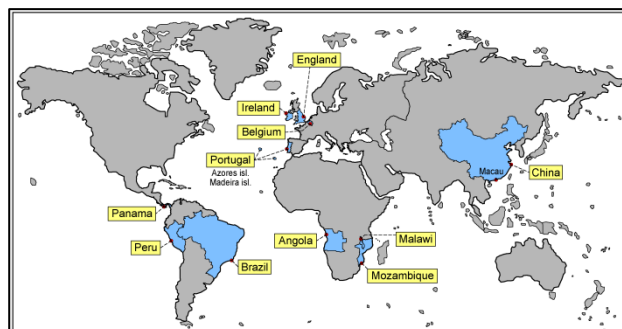 England
Ireland
Belgium
Portugal
Azores isl.
Madeira isl.
Macau
China
Panama
Peru
Brazil
Angola
Malawi
Mozambique